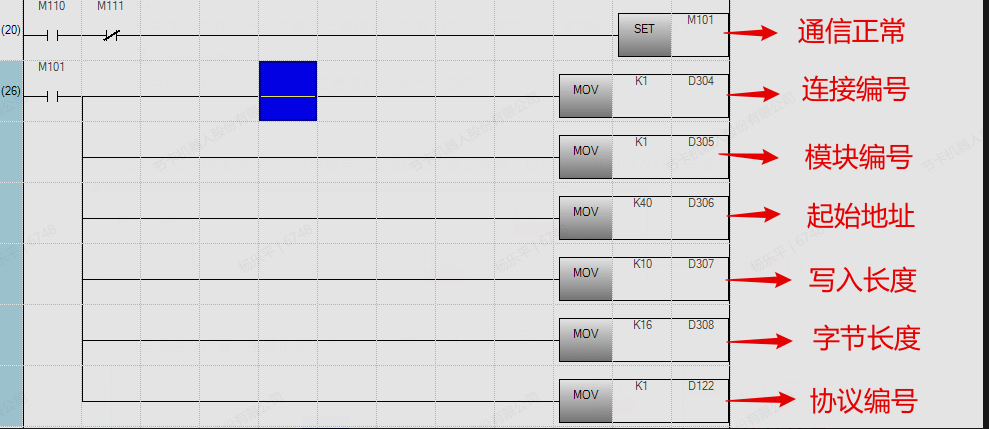 M110 M111
(20) SET M101 通信正常
M101
(26) MOV K1 D304 连接编号
MOV K1 D305 模块编号
MOV K40 D306 起始地址
MOV K10 D307 写入长度
MOV K16 D308 字节长度
MOV K1 D122 协议编号